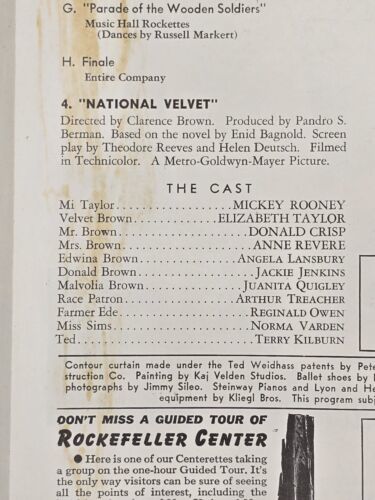 G. "Parade of the Wooden Soldiers"
Music Hall Rockettes
(Dances by Russell Markert)
H. Finale
Entire Company
4. "NATIONAL VELVET"
Directed by Clarence Brown. Produced by Pandro S.
Berman. Based on the novel by Enid Bagnold. Screen
play by Theodore Reeves and Helen Deutsch. Filmed
in Technicolor. A Metro-Goldwyn-Mayer Picture.
THE CAST
Mi Taylor....................MICKEY ROONEY
Velvet Brown.............ELIZABETH TAYLOR
Mr. Brown...................DONALD CRISP
Mrs. Brown....................ANNE REVERE
Edwina Brown..............ANGELA LANSBURY
Donald Brown................JACKIE JENKINS
Malvolia Brown.............JUANITA QUIGLEY
Race Patron...............ARTHUR TREACHER
Farmer Ede..................REGINALD OWEN
Miss Sims....................NORMA VARDEN
Ted.........................TERRY KILBURN
Contour curtain made under the Ted Weidhass patents by Pete
struction Co. Painting by Kaj Velden Studios. Ballet shoes by
photographs by Jimmy Sileo. Steinway Pianos and Lyon and He
equipment by Kliegl Bros. This program subj
DON'T MISS A GUIDED TOUR OF
ROCKEFELLER CENTER
● Here is one of our Centerettes taking
a group on the one-hour Guided Tour. It's
the only way visitors can be sure of seeing
all the points of interest, including the